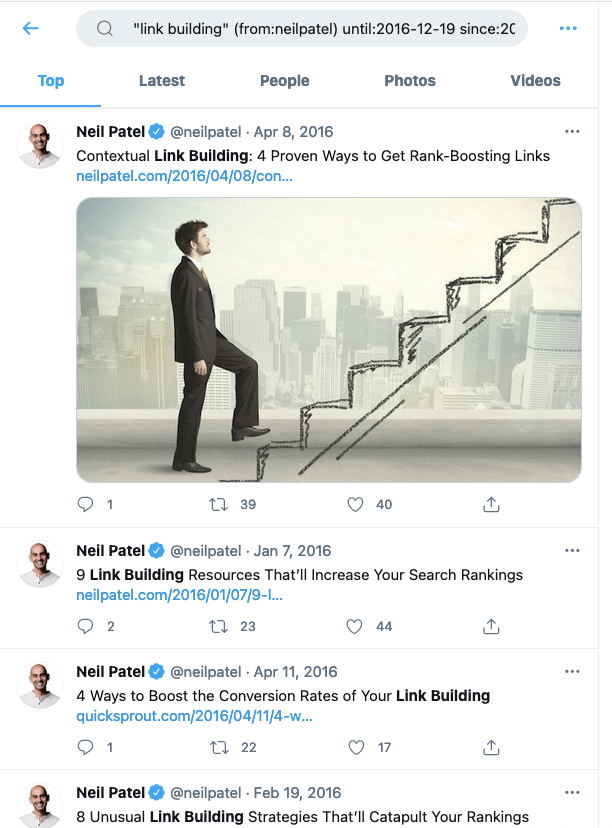 "link building" (from:neilpatel) until:2016-12-19 since:20
Top Latest People Photos Videos
Neil Patel @neilpatel · Apr 8, 2016
Contextual Link Building: 4 Proven Ways to Get Rank-Boosting Links
neilpatel.com/2016/04/08/con...
1 39 40
Neil Patel @neilpatel · Jan 7, 2016
9 Link Building Resources That'll Increase Your Search Rankings
neilpatel.com/2016/01/07/9-l...
2 23 44
Neil Patel @neilpatel · Apr 11, 2016
4 Ways to Boost the Conversion Rates of Your Link Building
quicksprout.com/2016/04/11/4-w...
1 22 17
Neil Patel @neilpatel · Feb 19, 2016
8 Unusual Link Building Strategies That'll Catapult Your Rankings